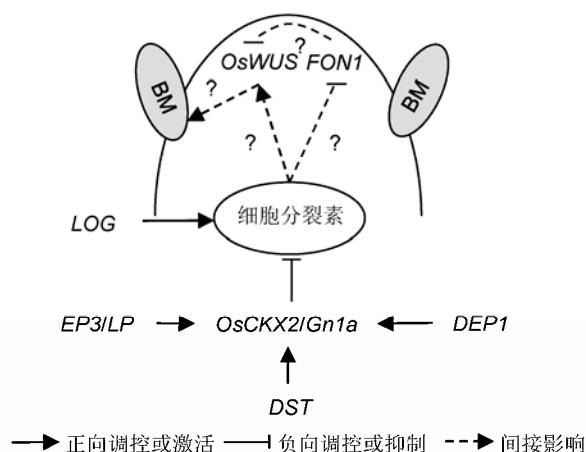 ?
OsWUS FON1
BM
?
BM
?
?
LOG
细胞分裂素
EP3/LP
OsCKX2/Gn1a
DEP1
DST
正向调控或激活
负向调控或抑制
间接影响